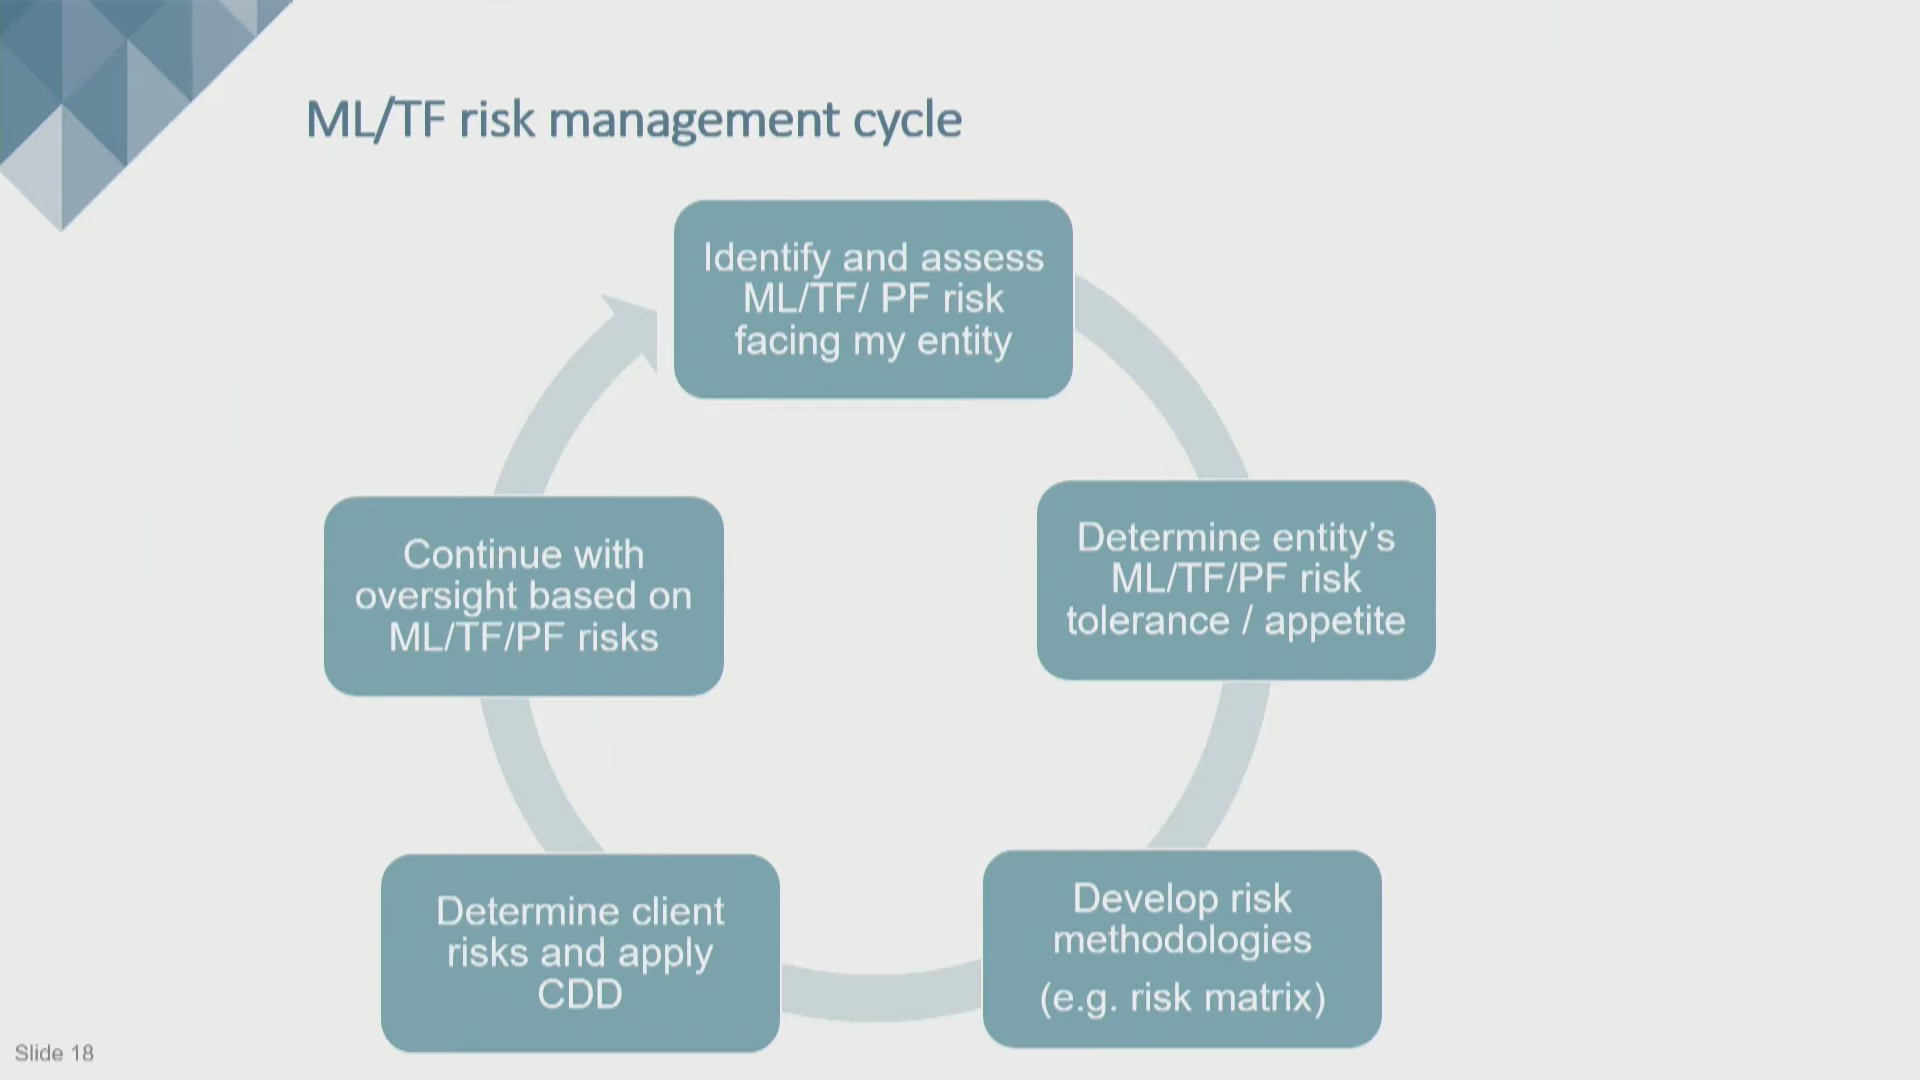 ML/TF risk management cycle
Identify and assess
ML/TF/ PF risk
facing my entity
Determine entity’s
ML/TF/PF risk
tolerance / appetite
Develop risk
methodologies
(e.g. risk matrix)
Determine client
risks and apply
CDD
Continue with
oversight based on
ML/TF/PF risks
Slide 18